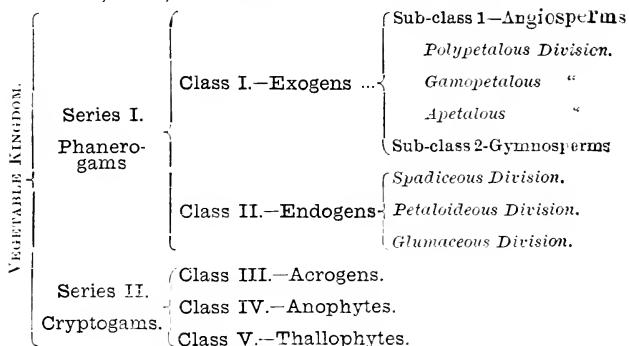 Sub-class 1—Angiosperms
Polypetalous Division.
Class I.—Exogens ... Gamopetalous “
Series I. Apetalous “
Phanero- Sub-class 2-Gymnosperms
gams
Spadiceous Division.
Class II.—Endogens Petaloideous Division.
Glumaceous Division.
VEGETABLE KINGDOM.
Class III.—Acrogens.
Series II.
Class IV.—Anophytes.
Cryptogams.
Class V.—Thallophytes.